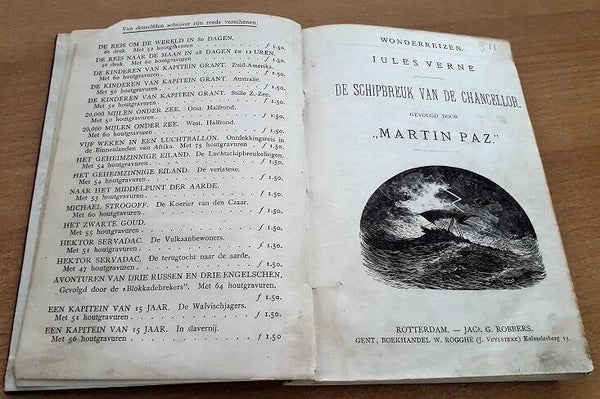 Van denzelfden schrijver zijn reeds verschenen:
DE REIS OM DE WERELD IN 80 DAGEN,
4e druk. Met 52 houtgravuren . . . . . . . ƒ 1.50.
DE REIS NAAR DE MAAN IN 28 DAGEN EN 12 UREN,
2e druk. Met 60 houtgravuren . . . . . . . ƒ 1.50.
DE KINDEREN VAN KAPITEIN GRANT. Zuid-Amerika.
Met 60 houtgravuren . . . . . . . ƒ 1.50.
DE KINDEREN VAN KAPITEIN GRANT. Australië.
Met 50 houtgravuren . . . . . . . ƒ 1.50.
DE KINDEREN VAN KAPITEIN GRANT. Stille Z. Zee.
Met 52 houtgravuren . . . . . . . ƒ 1.50.
20,000 MIJLEN ONDER ZEE. Oost. Halfrond.
Met 50 houtgravuren . . . . . . . ƒ 1.50.
20,000 MIJLEN ONDER ZEE. West. Halfrond.
Met 60 houtgravuren . . . . . . . ƒ 1.50.
VIJF WEKEN IN EEN LUCHTBALLON. Ontdekkingsreis in
de Binnenlanden van Afrika. Met 75 houtgravuren . . ƒ 1.50.
HET GEHEIMZINNIGE EILAND. De Luchtschipbreukelingen.
Met 54 houtgravuren . . . . . . . ƒ 1.50.
HET GEHEIMZINNIGE EILAND. De verlatene.
Met 54 houtgravuren . . . . . . . ƒ 1.50.
NAAR HET MIDDELPUNT DER AARDE.
Met 53 houtgravuren . . . . . . . ƒ 1.50.
MICHAEL STROGOFF. De Koerier van den Czaar.
Met 60 houtgravuren . . . . . . . ƒ 1.50.
HET ZWARTE GOUD.
Met 55 houtgravuren . . . . . . . ƒ 1.50.
HEKTOR SERVADAC. De Vulkaanbewoners.
Met 51 houtgravuren . . . . . . . ƒ 1.50.
HEKTOR SERVADAC. De terugtocht naar de aarde.
Met 47 houtgravuren . . . . . . . ƒ 1.50.
AVONTUREN VAN DRIE RUSSEN EN DRIE ENGELSCHEN,
Gevolgd door de »Blokkadebrekers". Met 64 houtgravuren.
ƒ 1.50.
EEN KAPITEIN VAN 15 JAAR. De Walvischjagers.
Met 51 houtgravuren . . . . . . . ƒ 1.50.
EEN KAPITEIN VAN 15 JAAR. In slavernij.
Met 56 houtgravuren . . . . . . . ƒ 1.50.
311
WONDERREIZEN.
JULES VERNE
DE SCHIPBREUK VAN DE CHANCELLOR.
GEVOLGD DOOR
„MARTIN PAZ."
ROTTERDAM. — JACs. G. ROBBERS.
GENT, BOEKHANDEL W. ROGGHE (J. VUYLSTEKE) Kalanderberg 15.